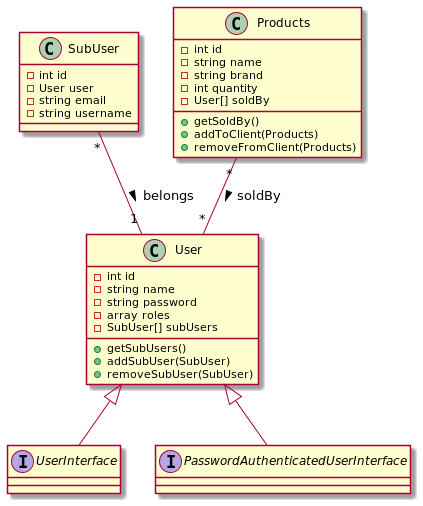 C SubUser
int id
User user
string email
string username
C Products
int id
string name
string brand
int quantity
User[] soldBy
getSoldBy()
addToClient(Products)
removeFromClient(Products)
*
*
belongs
soldBy
1
*
C User
int id
string name
string password
array roles
SubUser[] subUsers
getSubUsers()
addSubUser(SubUser)
removeSubUser(SubUser)
I UserInterface
I PasswordAuthenticatedUserInterface